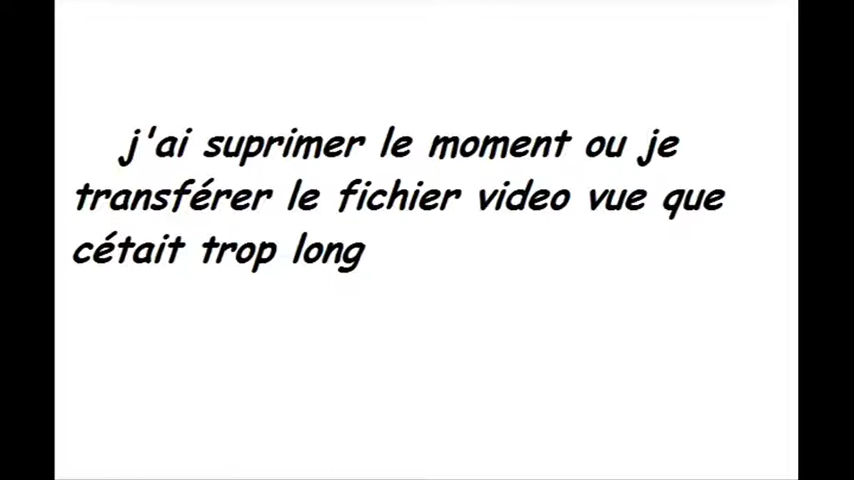 j'ai suprimer le moment ou je
transférer le fichier video vue que
cétait trop long